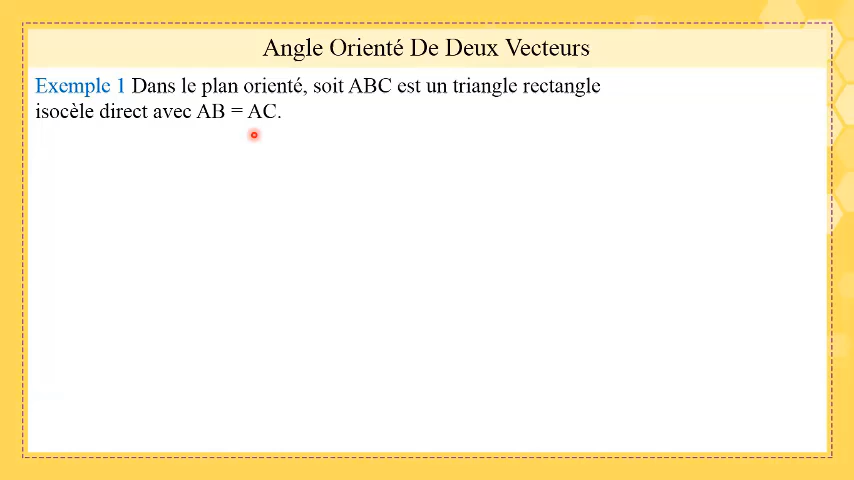 Angle Orienté De Deux Vecteurs
Exemple 1 Dans le plan orienté, soit ABC est un triangle rectangle
isocèle direct avec AB = AC.